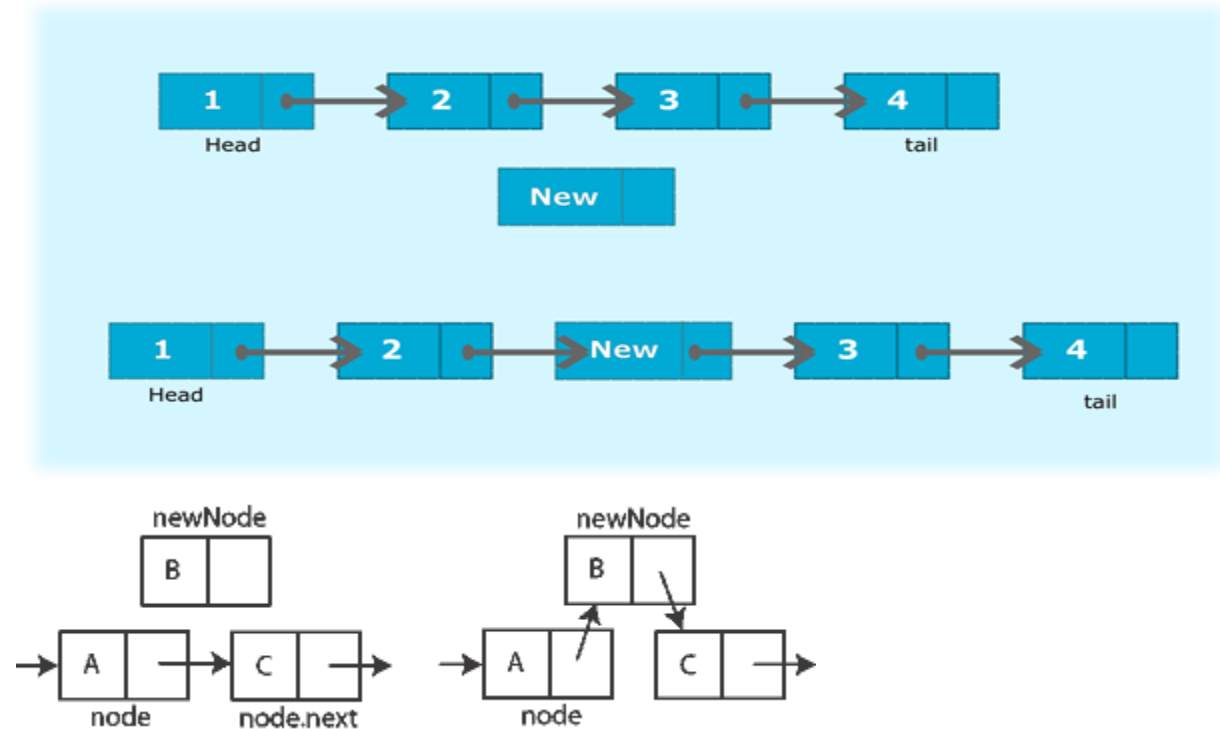 1 2 3 4
Head tail
New
1 2 New 3 4
Head tail
newNode newNode
B B
A C A C
node node.next node